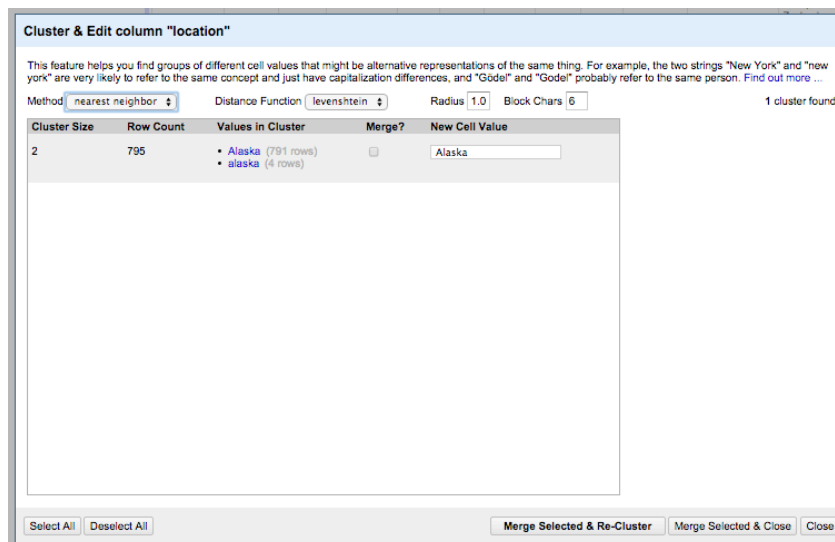 Cluster & Edit column "location"
This feature helps you find groups of different cell values that might be alternative representations of the same thing. For example, the two strings "New York" and "new
york" are very likely to refer to the same concept and just have capitalization differences, and "Gödel" and "Godel" probably refer to the same person. Find out more ...
Method nearest neighbor Distance Function levenshtein Radius 1.0 Block Chars 6 1 cluster found
Cluster Size Row Count Values in Cluster Merge? New Cell Value
2 795 • Alaska (791 rows) Alaska
• alaska (4 rows)
Select All Deselect All Merge Selected & Re-Cluster Merge Selected & Close Close